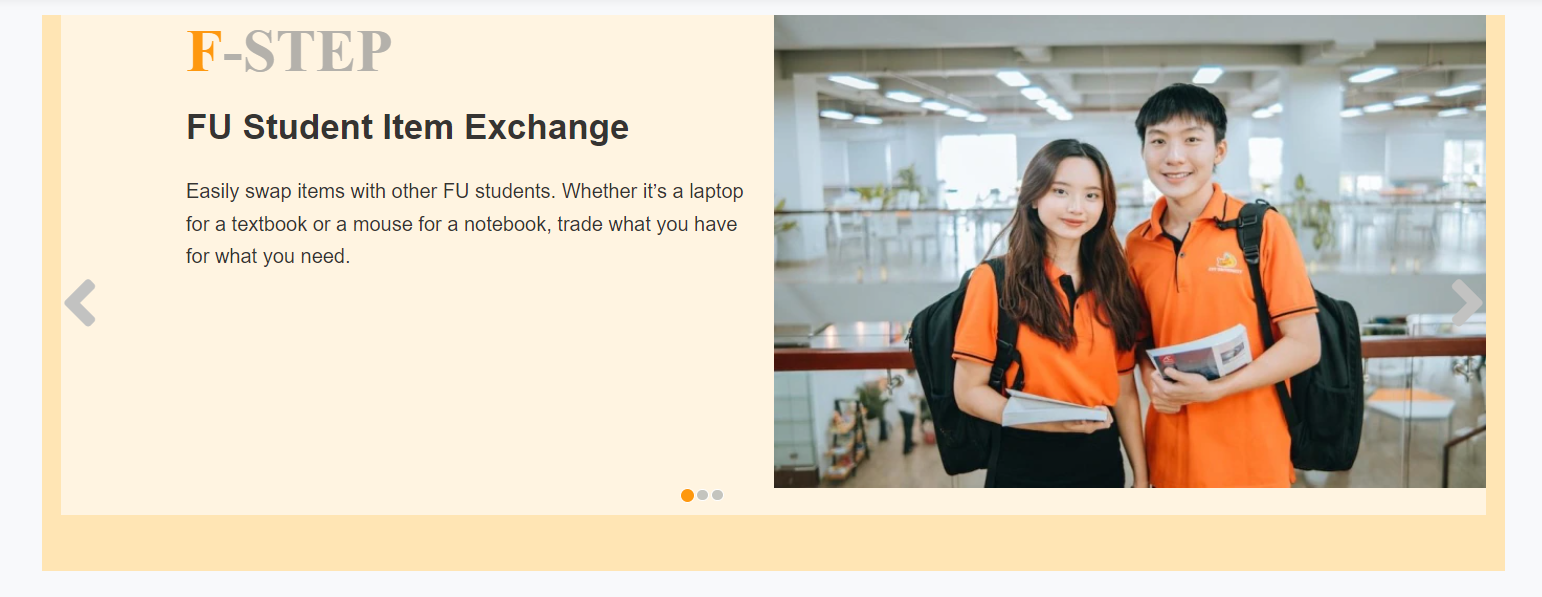 F-STEP
FU Student Item Exchange
Easily swap items with other FU students. Whether it’s a laptop
for a textbook or a mouse for a notebook, trade what you have
for what you need.